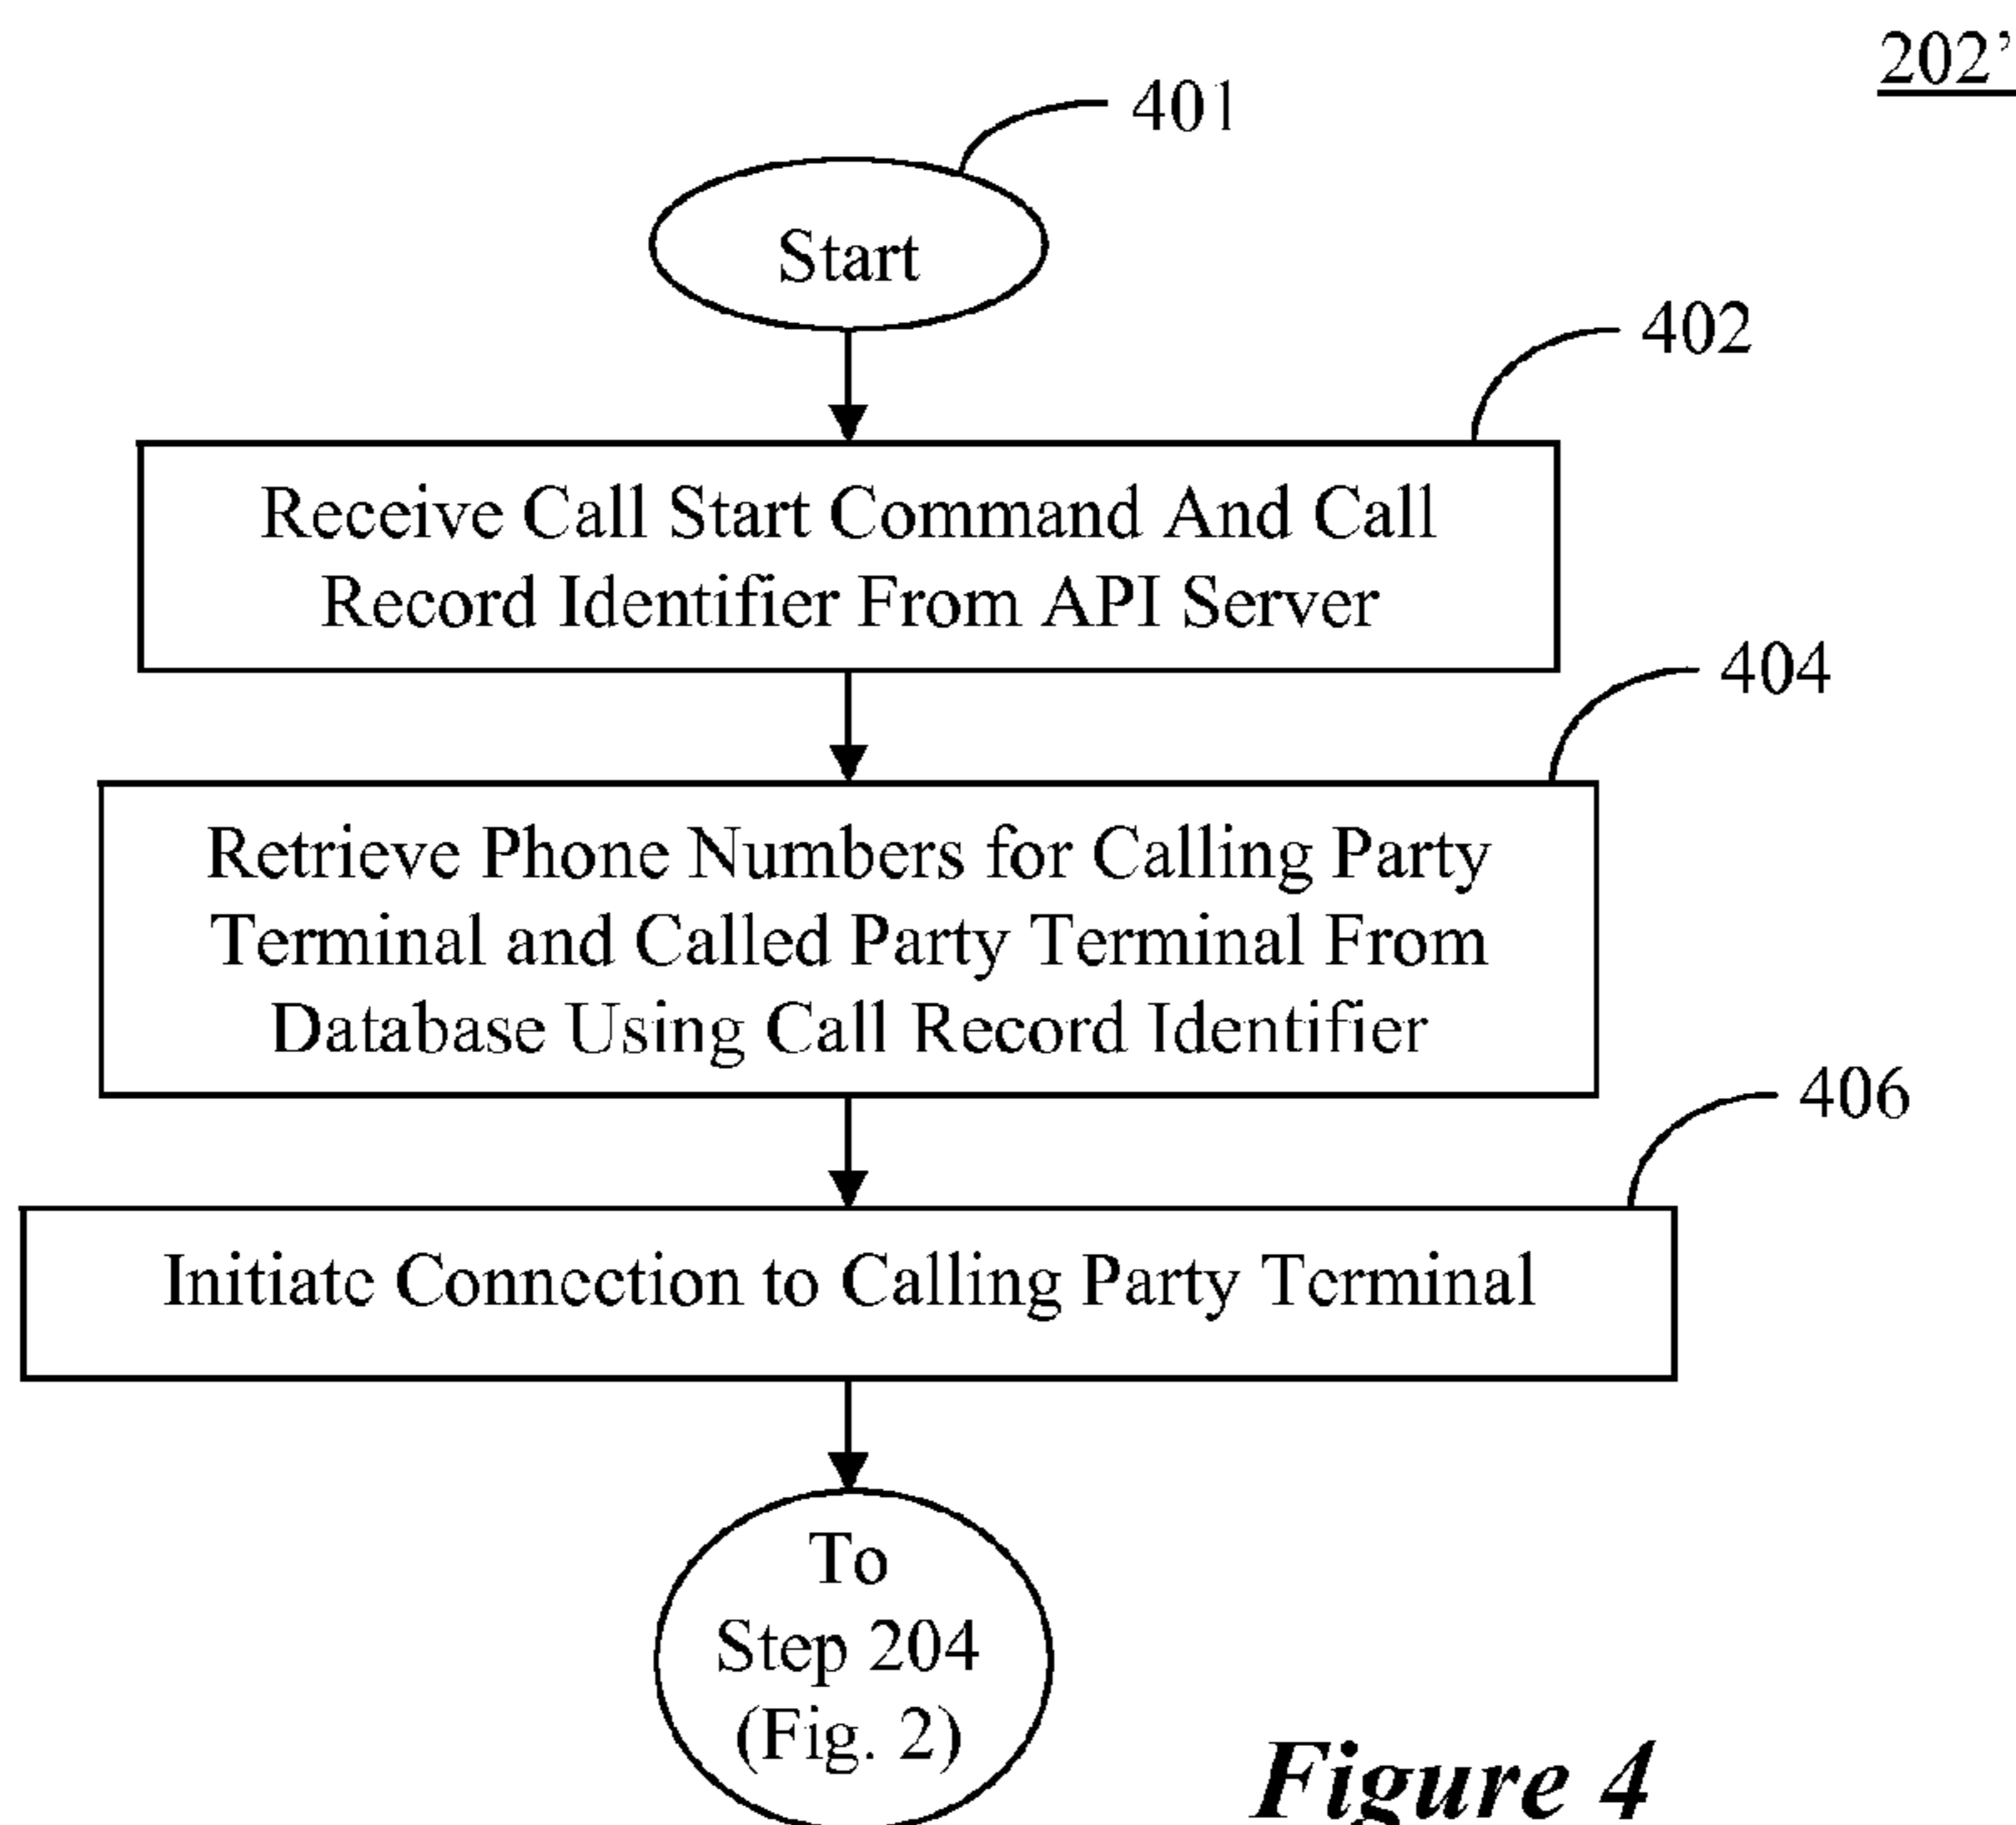 202’
401
Start
402
Receive Call Start Command And Call
Record Identifier From API Server
404
Retrieve Phone Numbers for Calling Party
Terminal and Called Party Terminal From
Database Using Call Record Identifier
406
Initiate Connection to Calling Party Terminal
To
Step 204
(Fig. 2)
Figure 4